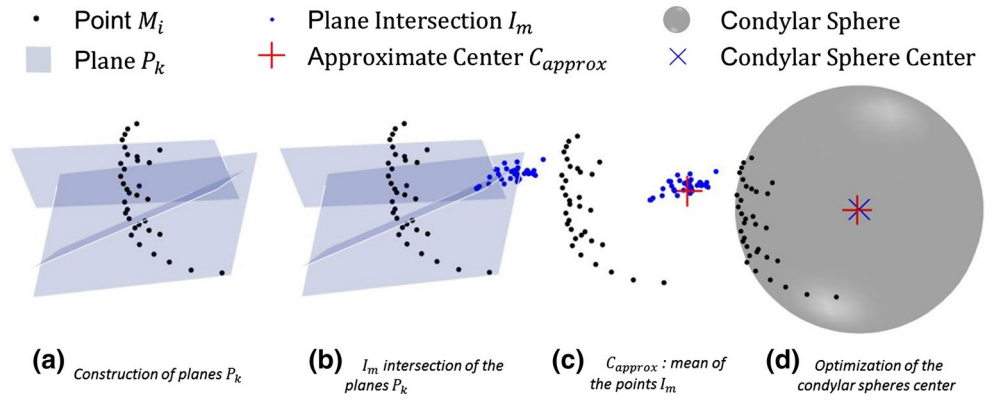 Point M_i
Plane Intersection I_m
Condylar Sphere
Plane P_k
Approximate Center C_approx
Condylar Sphere Center
(a) Construction of planes P_k
(b) I_m intersection of the
planes P_k
(c) C_approx : mean of
the points I_m
(d) Optimization of the
condylar spheres center